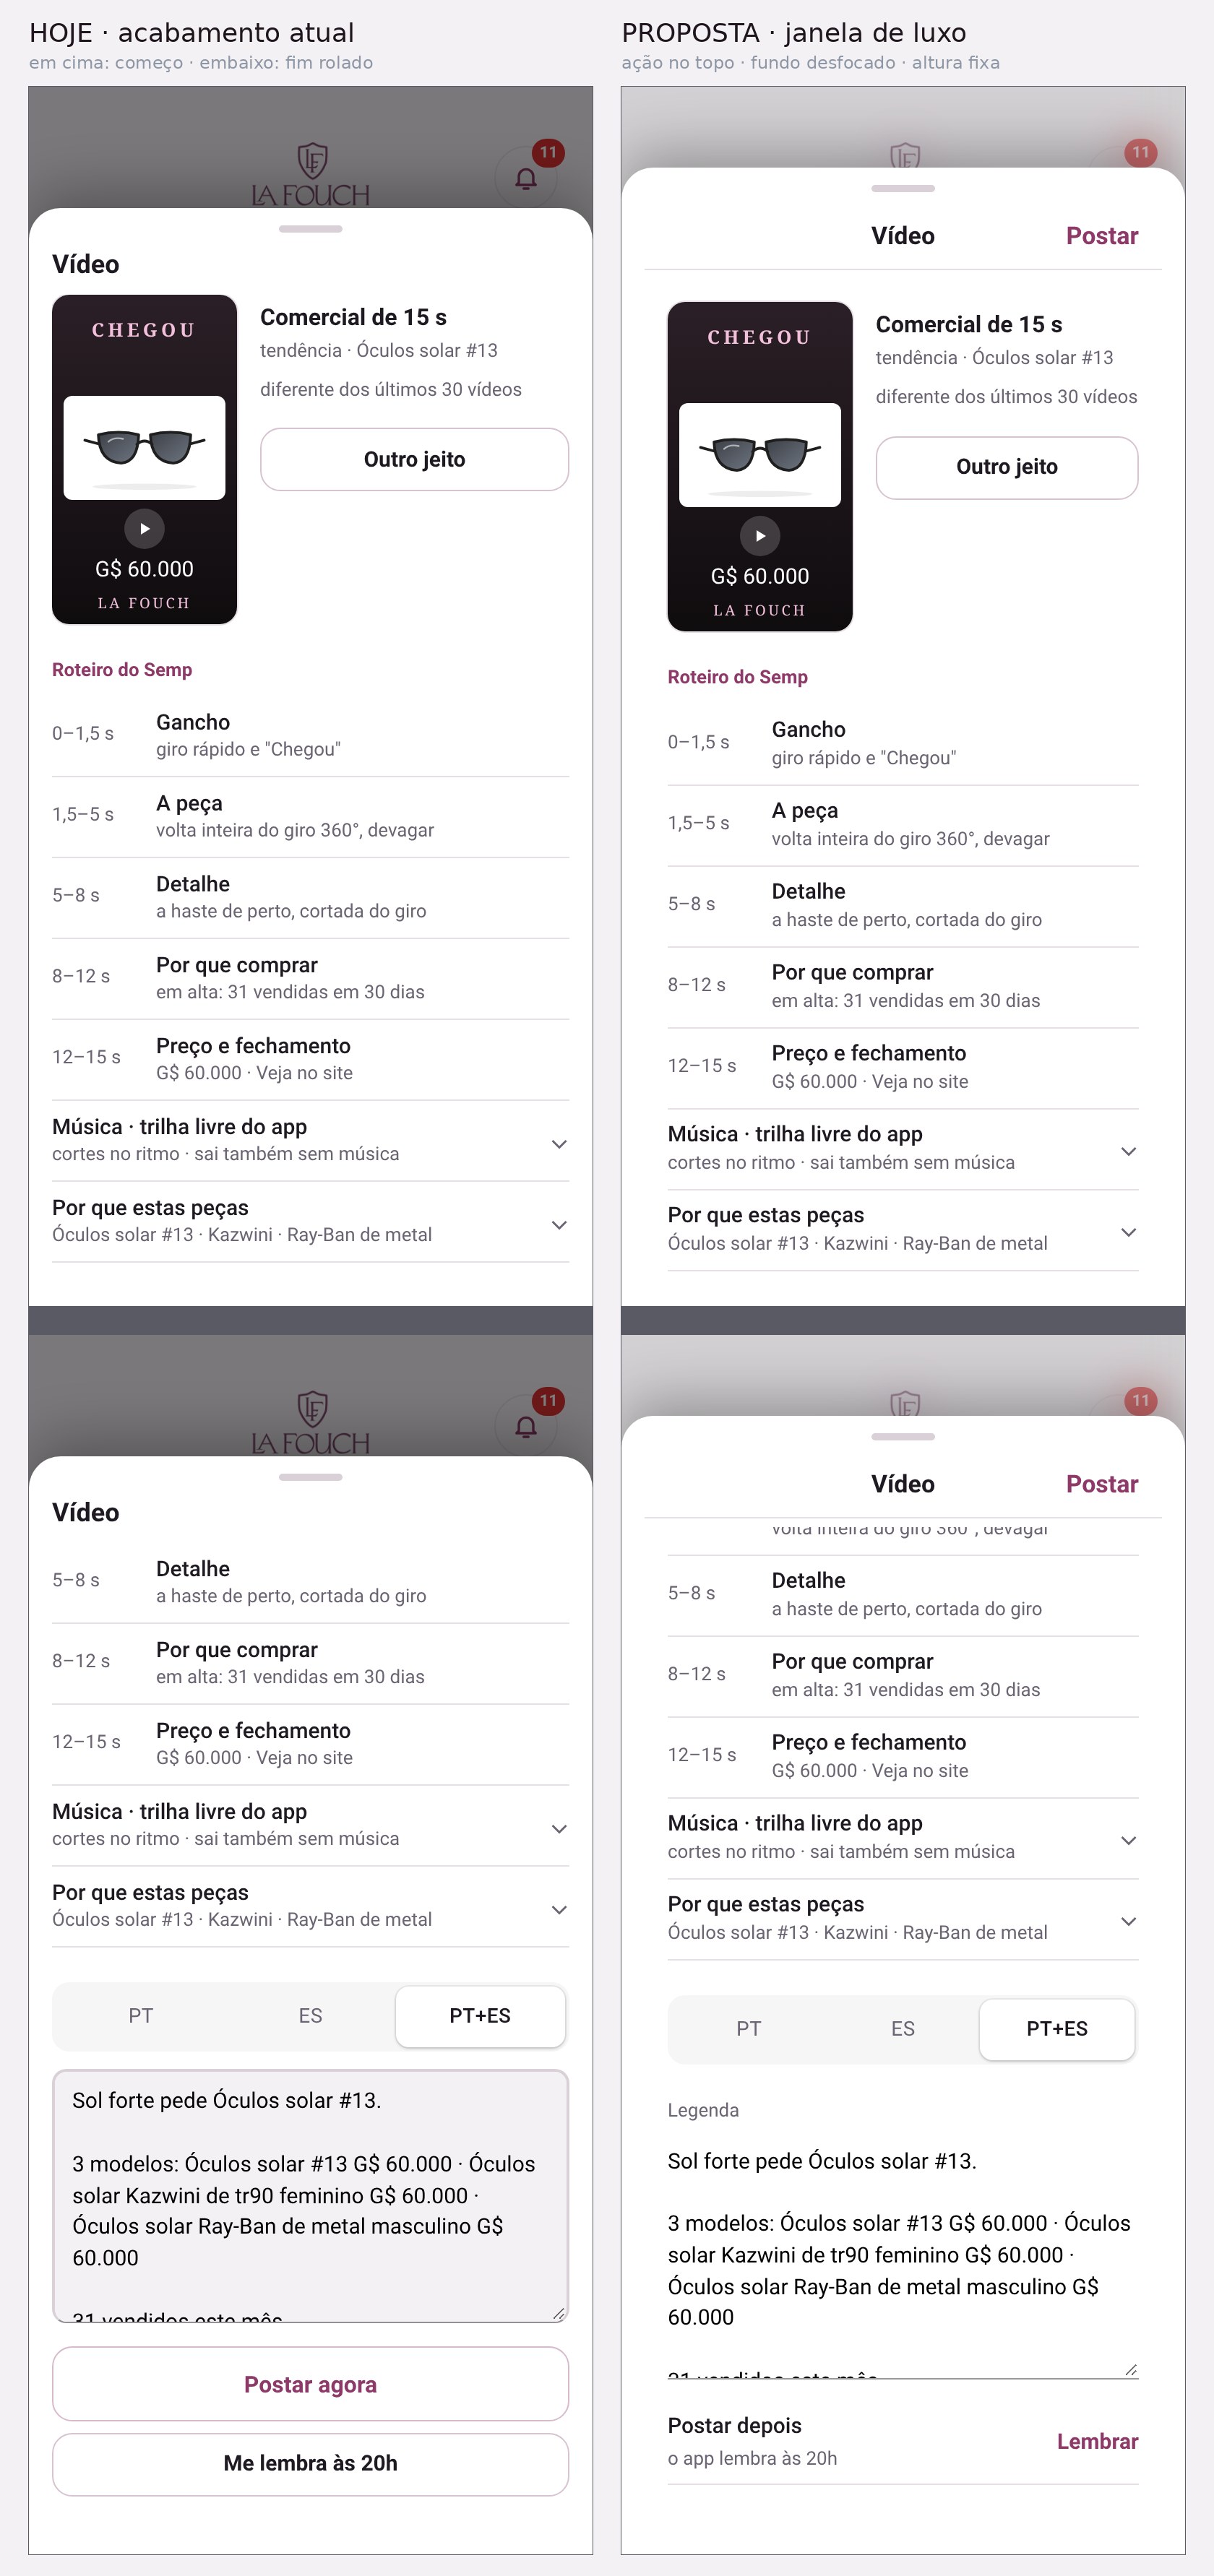 HOJE · acabamento atual
em cima: começo · embaixo: fim rolado
11
LA FOUCH
Vídeo
CHEGOU
G$ 60.000
LA FOUCH
Comercial de 15 s
tendência · Óculos solar #13
diferente dos últimos 30 vídeos
Outro jeito
Roteiro do Semp
0–1,5 s
Gancho
giro rápido e "Chegou"
1,5–5 s
A peça
volta inteira do giro 360°, devagar
5–8 s
Detalhe
a haste de perto, cortada do giro
8–12 s
Por que comprar
em alta: 31 vendidas em 30 dias
12–15 s
Preço e fechamento
G$ 60.000 · Veja no site
Música · trilha livre do app
cortes no ritmo · sai também sem música
Por que estas peças
Óculos solar #13 · Kazwini · Ray-Ban de metal
11
LA FOUCH
Vídeo
5–8 s
Detalhe
a haste de perto, cortada do giro
8–12 s
Por que comprar
em alta: 31 vendidas em 30 dias
12–15 s
Preço e fechamento
G$ 60.000 · Veja no site
Música · trilha livre do app
cortes no ritmo · sai também sem música
Por que estas peças
Óculos solar #13 · Kazwini · Ray-Ban de metal
PT
ES
PT+ES
Sol forte pede Óculos solar #13.
3 modelos: Óculos solar #13 G$ 60.000 · Óculos
solar Kazwini de tr90 feminino G$ 60.000 ·
Óculos solar Ray-Ban de metal masculino G$
60.000
31 vendidos este mês
Postar agora
Me lembra às 20h
PROPOSTA · janela de luxo
ação no topo · fundo desfocado · altura fixa
11
Vídeo
Postar
CHEGOU
G$ 60.000
LA FOUCH
Comercial de 15 s
tendência · Óculos solar #13
diferente dos últimos 30 vídeos
Outro jeito
Roteiro do Semp
0–1,5 s
Gancho
giro rápido e "Chegou"
1,5–5 s
A peça
volta inteira do giro 360°, devagar
5–8 s
Detalhe
a haste de perto, cortada do giro
8–12 s
Por que comprar
em alta: 31 vendidas em 30 dias
12–15 s
Preço e fechamento
G$ 60.000 · Veja no site
Música · trilha livre do app
cortes no ritmo · sai também sem música
Por que estas peças
Óculos solar #13 · Kazwini · Ray-Ban de metal
11
Vídeo
Postar
volta inteira do giro 360°, devagar
5–8 s
Detalhe
a haste de perto, cortada do giro
8–12 s
Por que comprar
em alta: 31 vendidas em 30 dias
12–15 s
Preço e fechamento
G$ 60.000 · Veja no site
Música · trilha livre do app
cortes no ritmo · sai também sem música
Por que estas peças
Óculos solar #13 · Kazwini · Ray-Ban de metal
PT
ES
PT+ES
Legenda
Sol forte pede Óculos solar #13.
3 modelos: Óculos solar #13 G$ 60.000 · Óculos
solar Kazwini de tr90 feminino G$ 60.000 ·
Óculos solar Ray-Ban de metal masculino G$
60.000
31 vendidos este mês
Postar depois
o app lembra às 20h
Lembrar